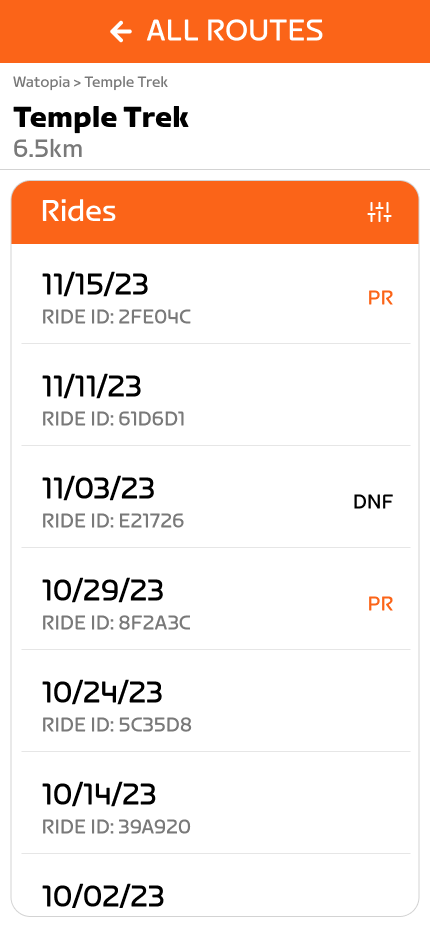 ALL ROUTES
Watopia > Temple Trek
Temple Trek
6.5km
Rides
11/15/23
RIDE ID: 2FE04C
PR
11/11/23
RIDE ID: 61D6D1
11/03/23
RIDE ID: E21726
DNF
10/29/23
RIDE ID: 8F2A3C
PR
10/24/23
RIDE ID: 5C35D8
10/14/23
RIDE ID: 39A920
10/02/23